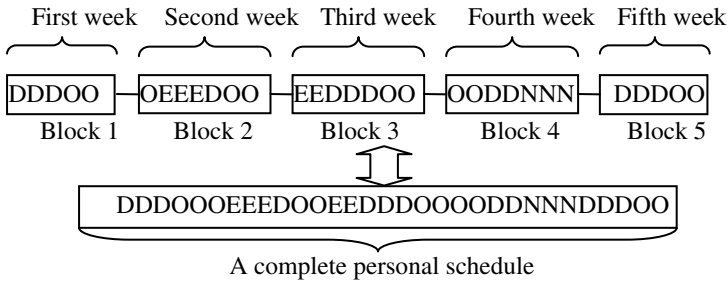 First week Second week Third week Fourth week Fifth week
DDDOO OEEEDOO EEDDDOO OODDNNN DDDOO
Block 1 Block 2 Block 3 Block 4 Block 5
DDDOOOEEEDOOEEDDDOOOODDNNNDDDOO
A complete personal schedule